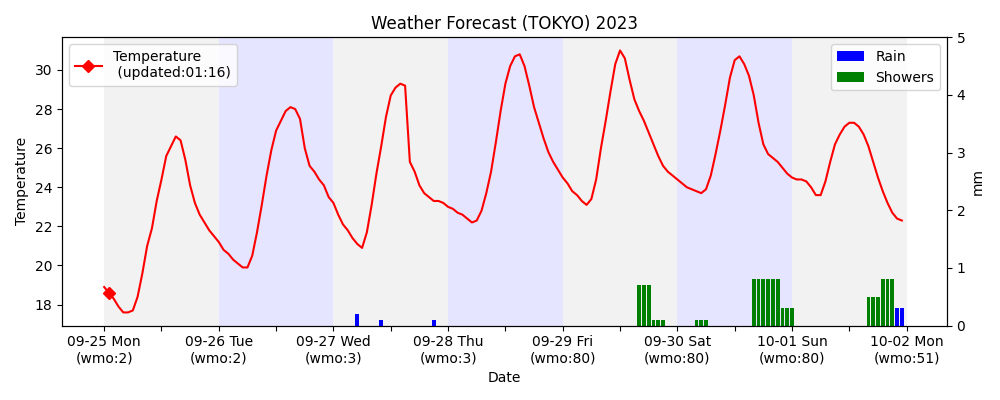 Weather Forecast (TOKYO) 2023
Temperature
(updated:01:16)
Rain
Showers
Temperature
30
28
26
24
22
20
18
5
4
3
2
1
0
mm
09-25 Mon
(wmo:2)
09-26 Tue
(wmo:2)
09-27 Wed
(wmo:3)
09-28 Thu
(wmo:3)
09-29 Fri
(wmo:80)
09-30 Sat
(wmo:80)
10-01 Sun
(wmo:80)
10-02 Mon
(wmo:51)
Date